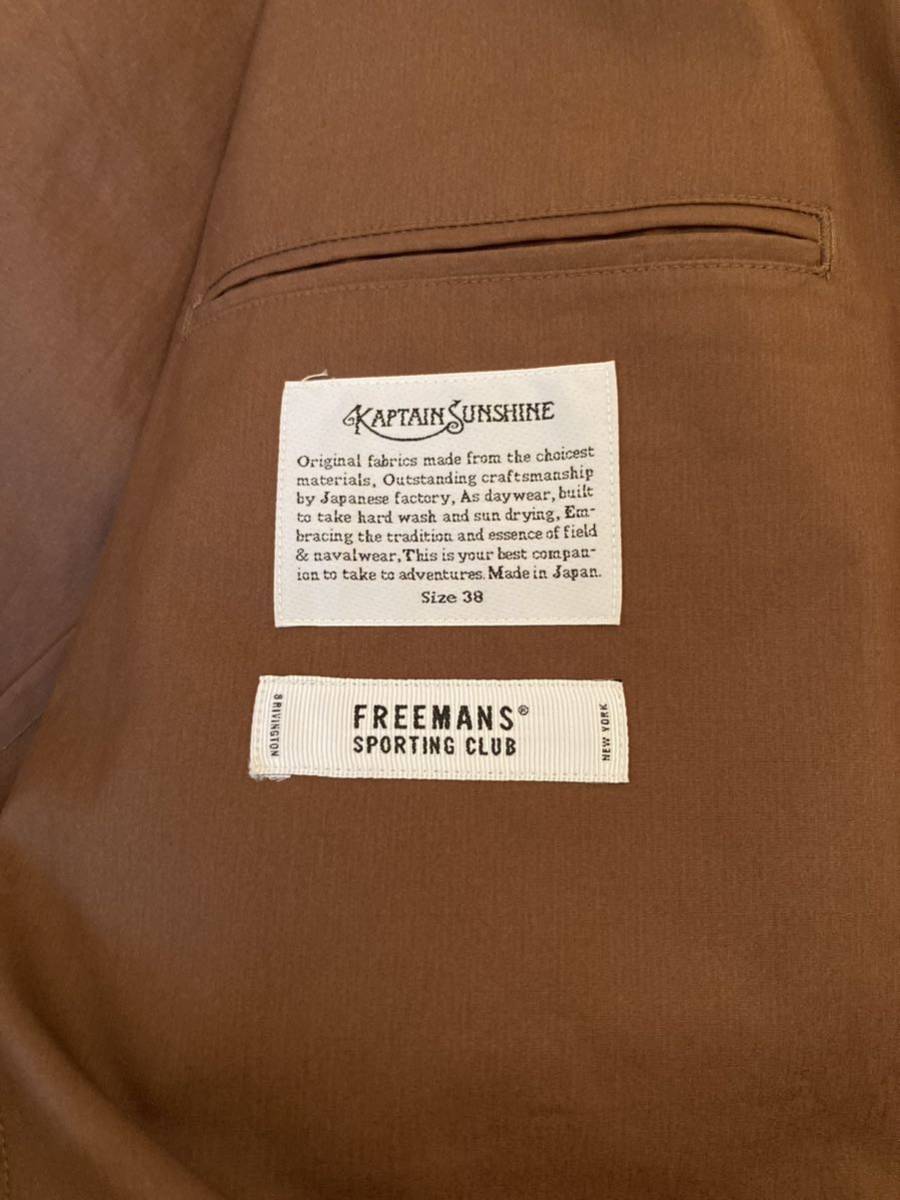 KAPTAIN SUNSHINE
Original fabrics made from the choicest
materials, Outstanding craftsmanship
by Japanese factory, As daywear, built
to take hard wash and sun drying, Em-
bracing the tradition and essence of field
& navalwear, This is your best compan-
ion to take to adventures. Made in Japan.
Size 38
8 RIVINGTON
FREEMANS®
SPORTING CLUB
NEW YORK